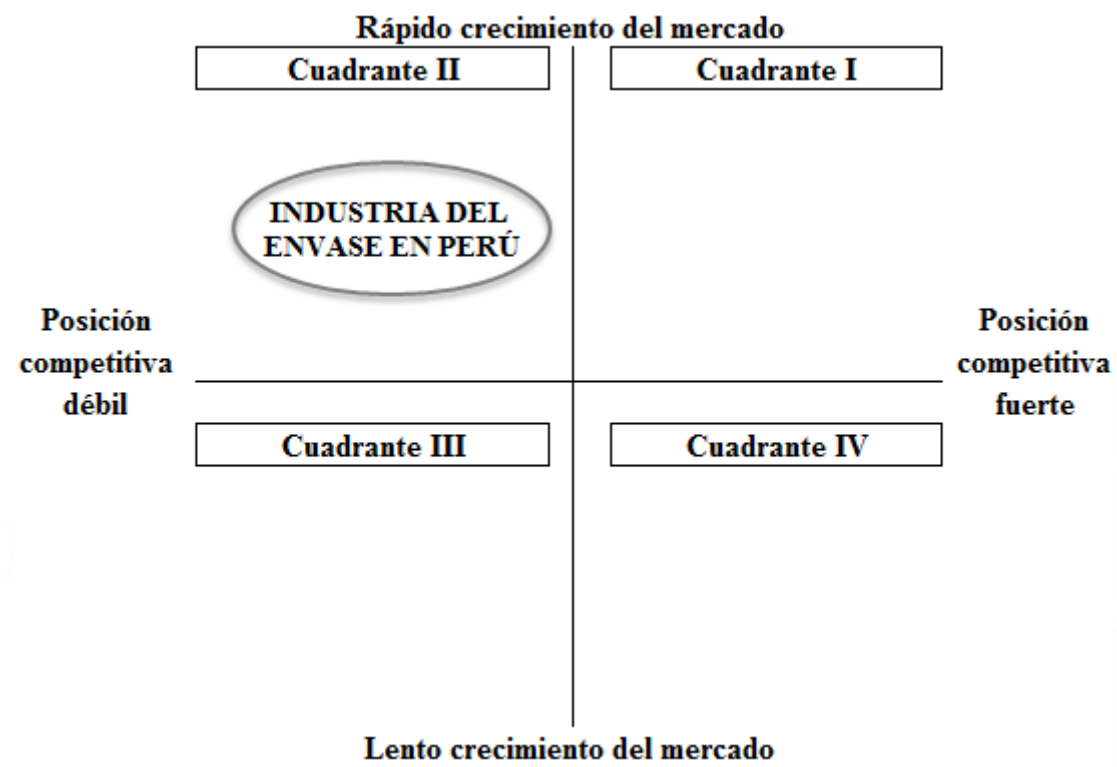 Rápido crecimiento del mercado
Cuadrante II
Cuadrante I
INDUSTRIA DEL
ENVASE EN PERÚ
Posición
competitiva
débil
Posición
competitiva
fuerte
Cuadrante III
Cuadrante IV
Lento crecimiento del mercado